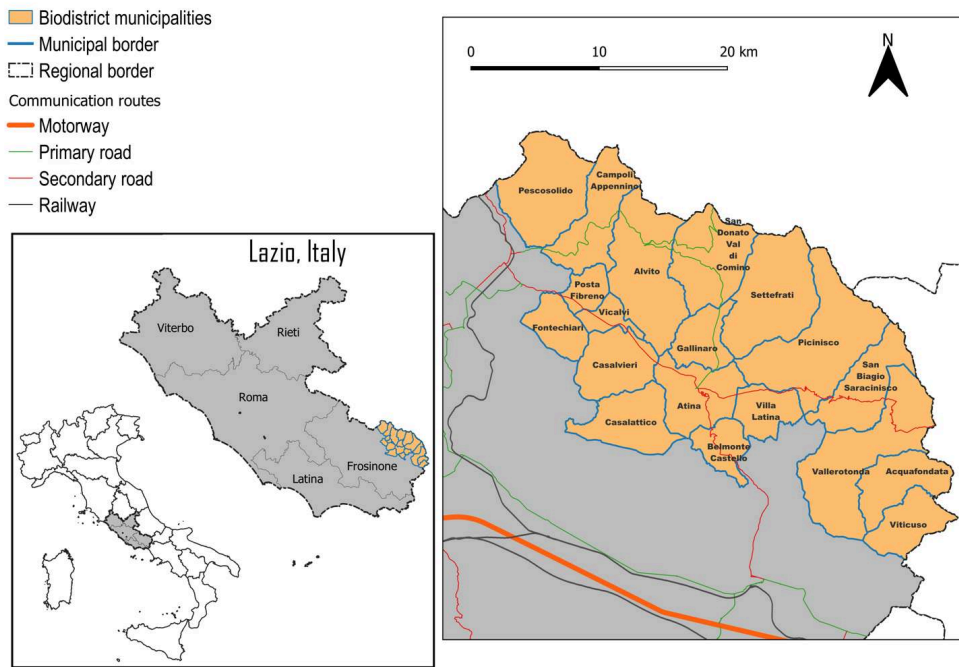 Biodistrict municipalities
Municipal border
Regional border
Communication routes
Motorway
Primary road
Secondary road
Railway
Lazio, Italy
Viterbo
Rieti
Roma
Frosinone
Latina
0 10 20 km
N
Pescosolido
Campoli
Appennino
San
Donato
Val
di
Comino
Alvito
Posta
Fibreno
Settefrati
Vicalvi
Fontechiari
Gallinaro
Picinisco
Casalvieri
San
Biagio
Saracinisco
Atina
Villa
Latina
Casalattico
Belmonte
Castello
Vallerotonda
Acquafondata
Viticuso